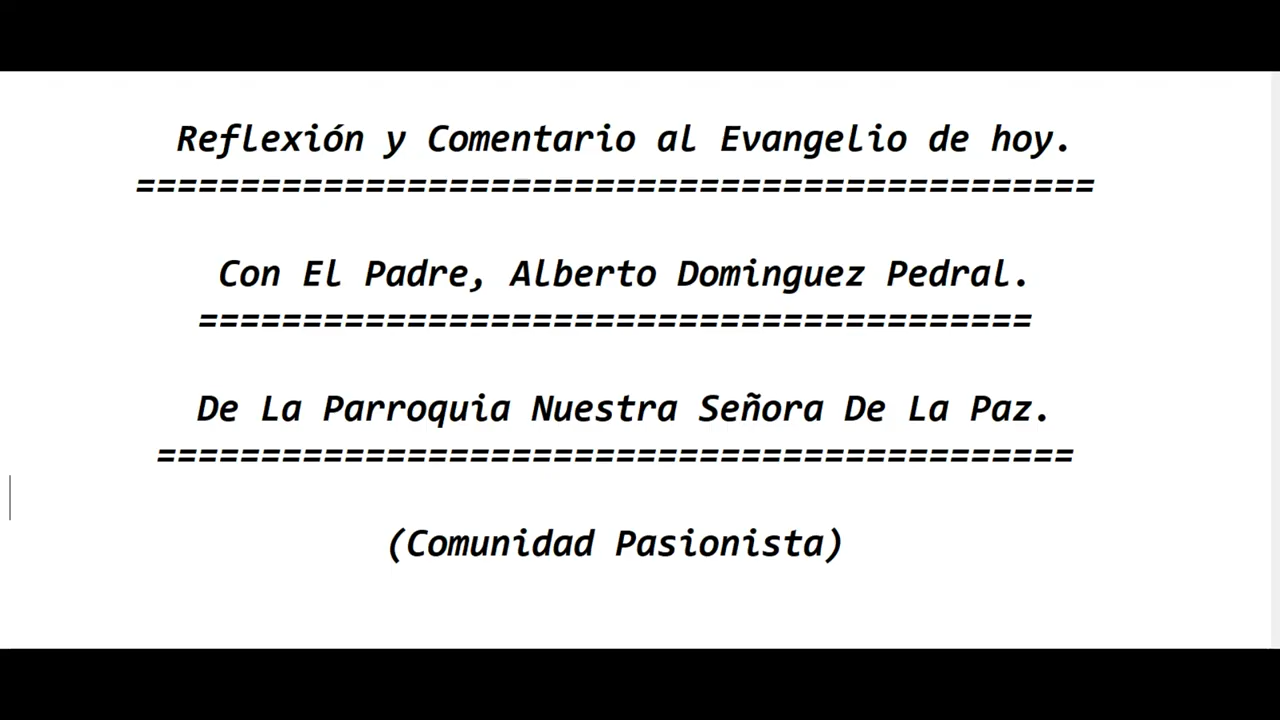 Reflexión y Comentario al Evangelio de hoy.
==============================================
Con El Padre, Alberto Dominguez Pedral.
========================================
De La Parroquia Nuestra Señora De La Paz.
============================================
(Comunidad Pasionista)